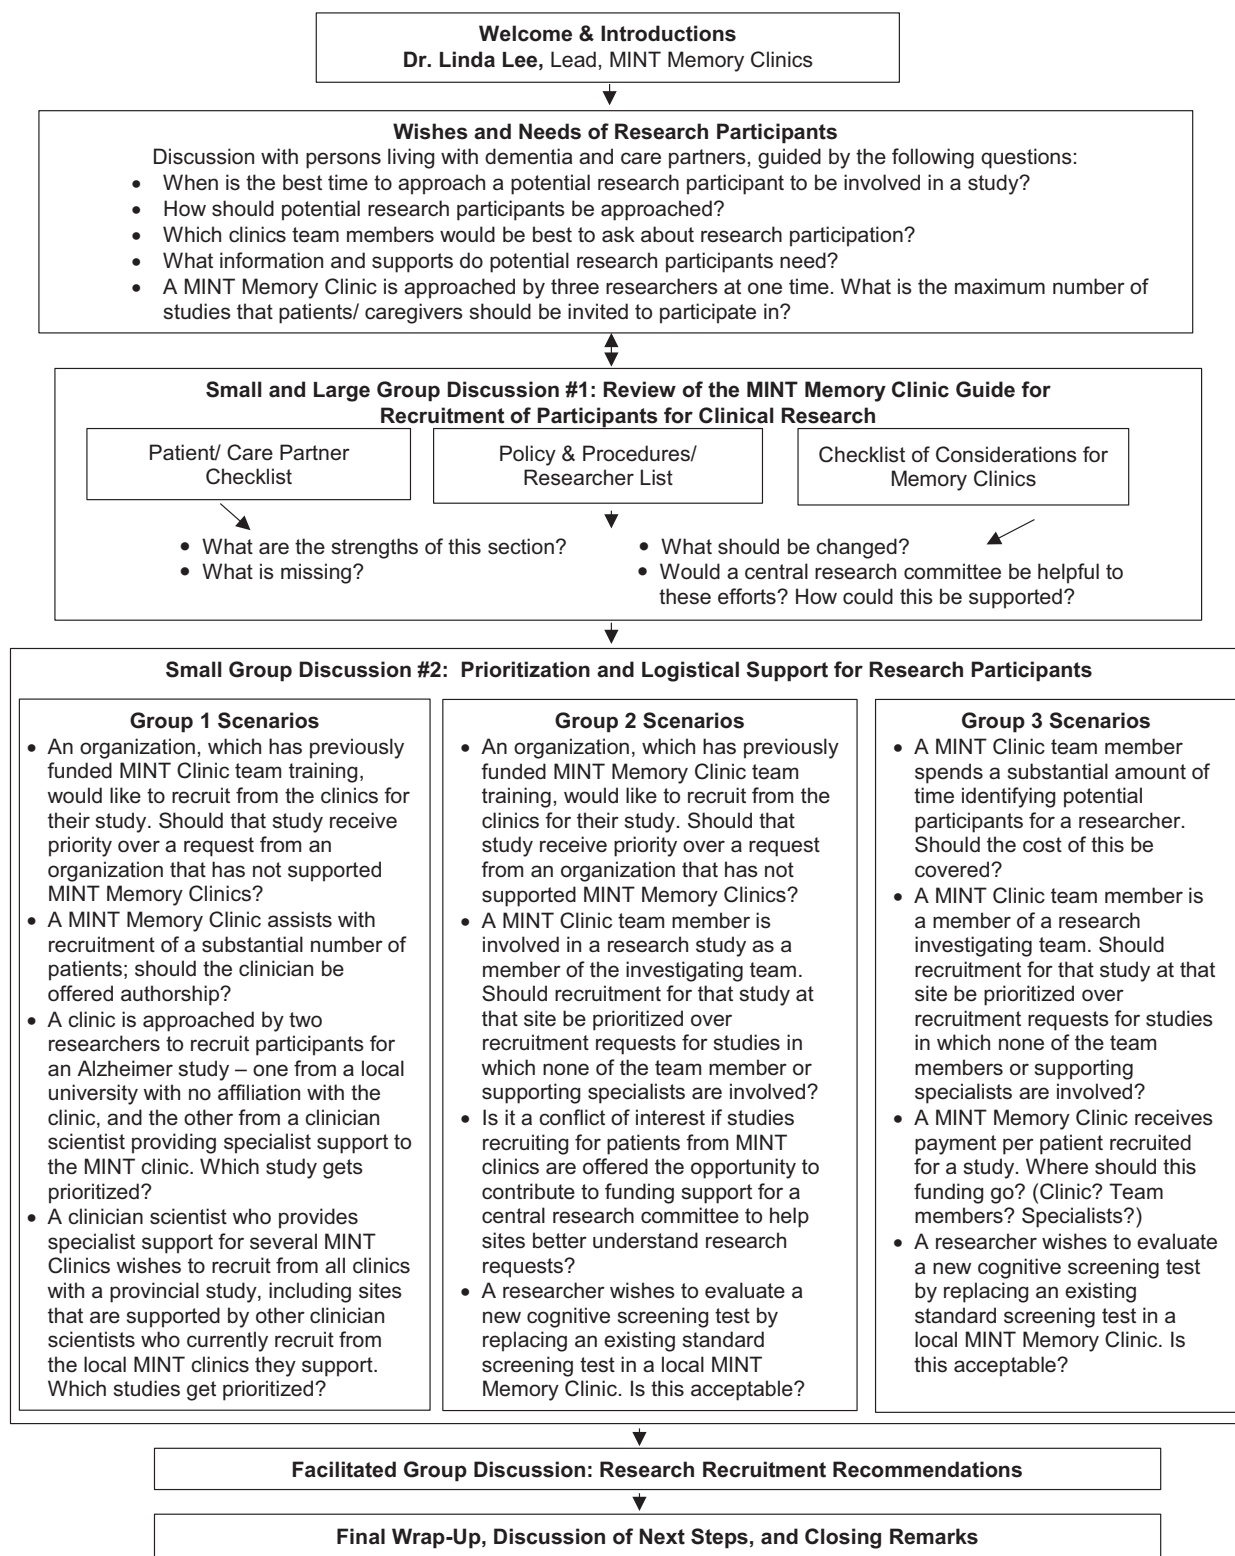 Welcome & Introductions
Dr. Linda Lee, Lead, MINT Memory Clinics
Wishes and Needs of Research Participants
Discussion with persons living with dementia and care partners, guided by the following questions:
• When is the best time to approach a potential research participant to be involved in a study?
• How should potential research participants be approached?
• Which clinics team members would be best to ask about research participation?
• What information and supports do potential research participants need?
• A MINT Memory Clinic is approached by three researchers at one time. What is the maximum number of
studies that patients/ caregivers should be invited to participate in?
Small and Large Group Discussion #1: Review of the MINT Memory Clinic Guide for
Recruitment of Participants for Clinical Research
Patient/ Care Partner
Checklist
Policy & Procedures/
Researcher List
Checklist of Considerations for
Memory Clinics
• What are the strengths of this section?
• What is missing?
• What should be changed?
• Would a central research committee be helpful to
these efforts? How could this be supported?
Small Group Discussion #2: Prioritization and Logistical Support for Research Participants
Group 1 Scenarios
• An organization, which has previously
funded MINT Clinic team training,
would like to recruit from the clinics for
their study. Should that study receive
priority over a request from an
organization that has not supported
MINT Memory Clinics?
• A MINT Memory Clinic assists with
recruitment of a substantial number of
patients; should the clinician be
offered authorship?
• A clinic is approached by two
researchers to recruit participants for
an Alzheimer study – one from a local
university with no affiliation with the
clinic, and the other from a clinician
scientist providing specialist support to
the MINT clinic. Which study gets
prioritized?
• A clinician scientist who provides
specialist support for several MINT
Clinics wishes to recruit from all clinics
with a provincial study, including sites
that are supported by other clinician
scientists who currently recruit from
the local MINT clinics they support.
Which studies get prioritized?
Group 2 Scenarios
• An organization, which has previously
funded MINT Memory Clinic team
training, would like to recruit from the
clinics for their study. Should that
study receive priority over a request
from an organization that has not
supported MINT Memory Clinics?
• A MINT Clinic team member is
involved in a research study as a
member of the investigating team.
Should recruitment for that study at
that site be prioritized over
recruitment requests for studies in
which none of the team member or
supporting specialists are involved?
• Is it a conflict of interest if studies
recruiting for patients from MINT
clinics are offered the opportunity to
contribute to funding support for a
central research committee to help
sites better understand research
requests?
• A researcher wishes to evaluate a
new cognitive screening test by
replacing an existing standard
screening test in a local MINT
Memory Clinic. Is this acceptable?
Group 3 Scenarios
• A MINT Clinic team member
spends a substantial amount of
time identifying potential
participants for a researcher.
Should the cost of this be
covered?
• A MINT Clinic team member is
a member of a research
investigating team. Should
recruitment for that study at that
site be prioritized over
recruitment requests for studies
in which none of the team
members or supporting
specialists are involved?
• A MINT Memory Clinic receives
payment per patient recruited
for a study. Where should this
funding go? (Clinic? Team
members? Specialists?)
• A researcher wishes to evaluate
a new cognitive screening test
by replacing an existing
standard screening test in a
local MINT Memory Clinic. Is
this acceptable?
Facilitated Group Discussion: Research Recruitment Recommendations
Final Wrap-Up, Discussion of Next Steps, and Closing Remarks